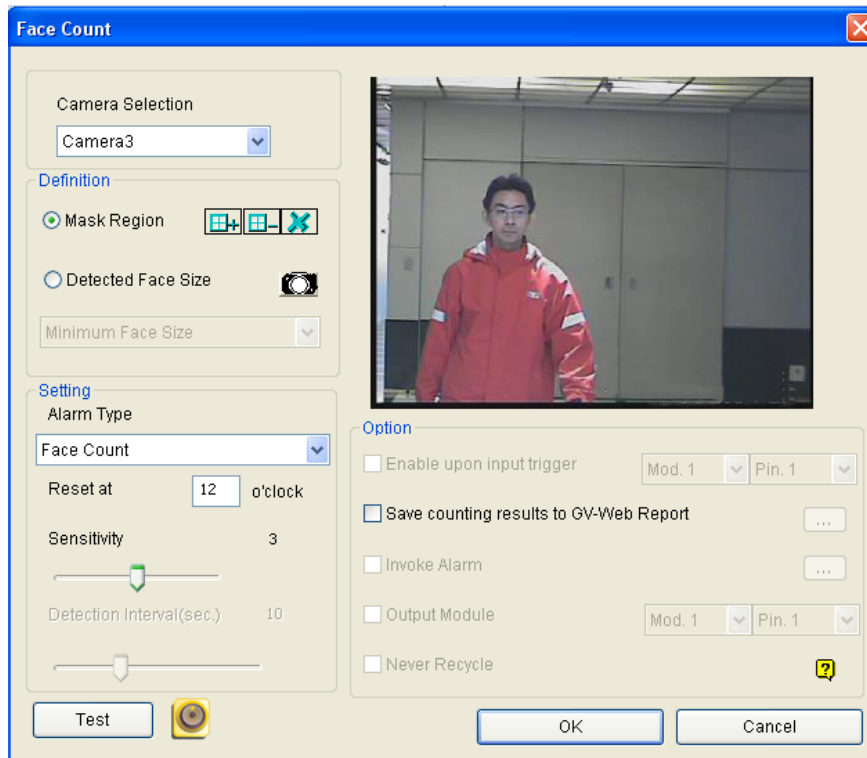 Face Count
Camera Selection
Camera3
Definition
Mask Region
Detected Face Size
Minimum Face Size
Setting
Alarm Type
Face Count
Reset at 12 o'clock
Sensitivity 3
Detection Interval(sec.) 10
Test
Option
Enable upon input trigger Mod. 1 Pin. 1
Save counting results to GV-Web Report ...
Invoke Alarm ...
Output Module Mod. 1 Pin. 1
Never Recycle ?
OK Cancel